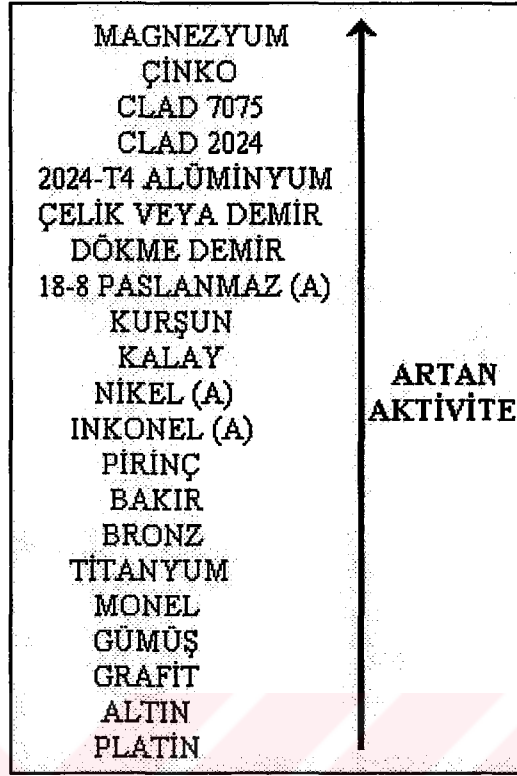 MAGNEZYUM
ÇİNKO
CLAD 7075
CLAD 2024
2024-T4 ALÜMİNYUM
ÇELİK VEYA DEMİR
DÖKME DEMİR
18-8 PASLANMAZ (A)
KURŞUN
KALAY
NİKEL (A)
INKONEL (A)
PİRİNÇ
BAKIR
BRONZ
TİTANYUM
MONEL
GÜMÜŞ
GRAFİT
ALTIN
PLATİN
ARTAN
AKTİVİTE